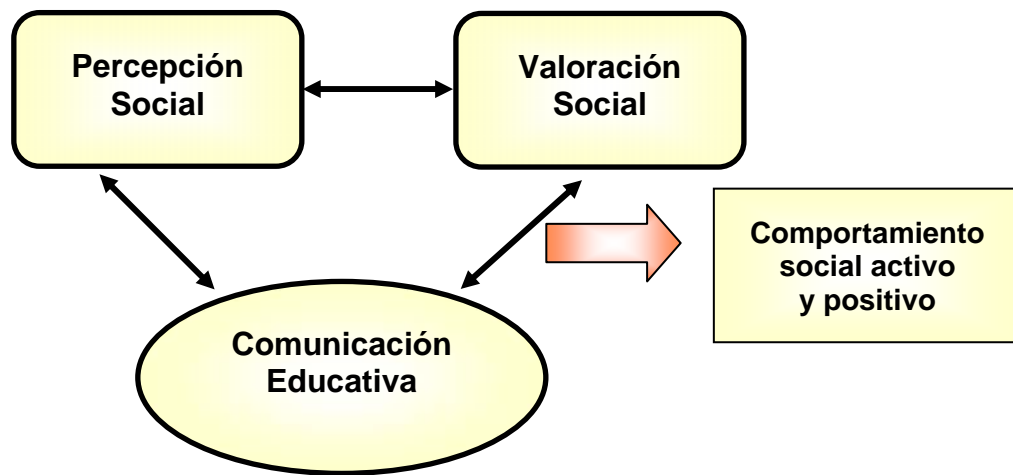 Percepción
Social
Valoración
Social
Comportamiento
social activo
y positivo
Comunicación
Educativa